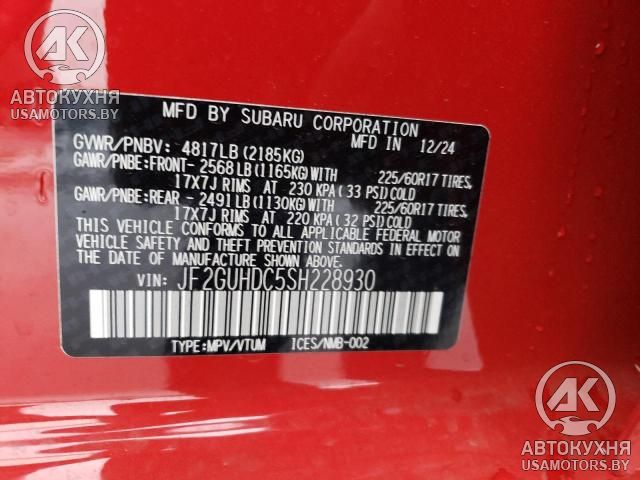 AK
АВТОКУХНЯ
USAMOTORS.BY
MFD BY SUBARU CORPORATION
GVWR/PNBV: 4817LB (2185KG) MFD IN 12/24
GAWR/PNBE: FRONT- 2568LB (1165KG) WITH 225/60R17 TIRES,
17X7J RIMS AT 230 KPA ( 33 PSI) COLD
GAWR/PNBE: REAR - 2491LB (1130KG) WITH 225/60R17 TIRES,
17X7J RIMS AT 220 KPA ( 32 PSI) COLD
THIS VEHICLE CONFORMS TO ALL APPLICABLE FEDERAL MOTOR
VEHICLE SAFETY AND THEFT PREVENTION STANDARDS IN EFFECT ON
THE DATE OF MANUFACTURE SHOWN ABOVE.
VIN: JF2GUHDC5SH228930
TYPE:MPV/VTUM ICES/NMB-002
AK
АВТОКУХНЯ
USAMOTORS.BY